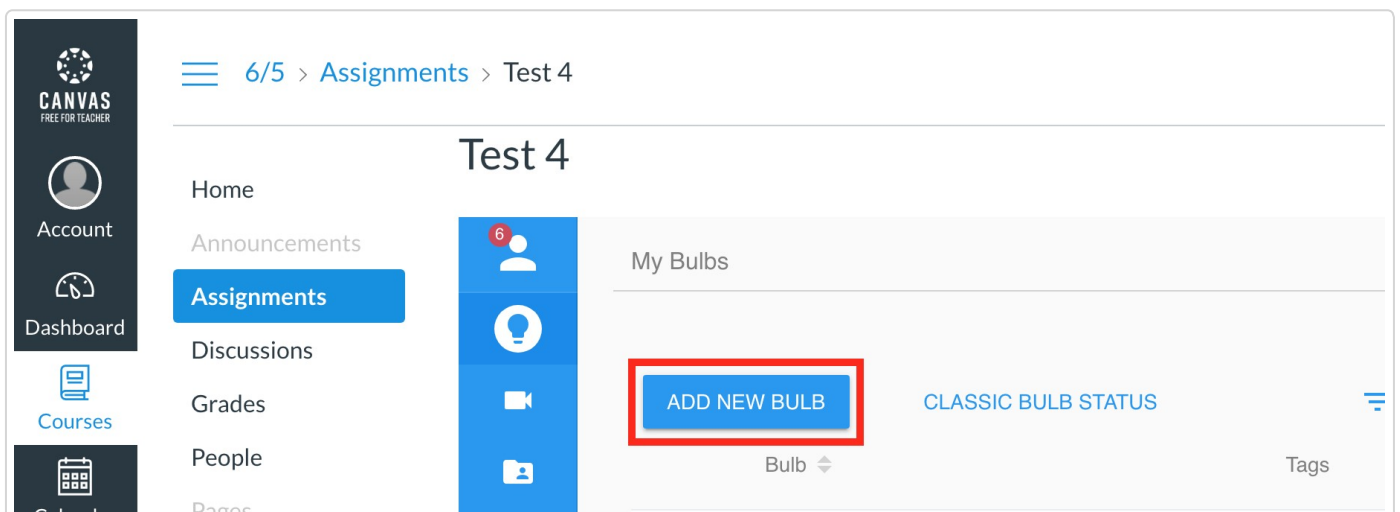 CANVAS
FREE FOR TEACHER
Account
Dashboard
Courses
6/5 > Assignments > Test 4
Home
Announcements
Assignments
Discussions
Grades
People
Pages
Test 4
6
My Bulbs
ADD NEW BULB CLASSIC BULB STATUS
Bulb Tags